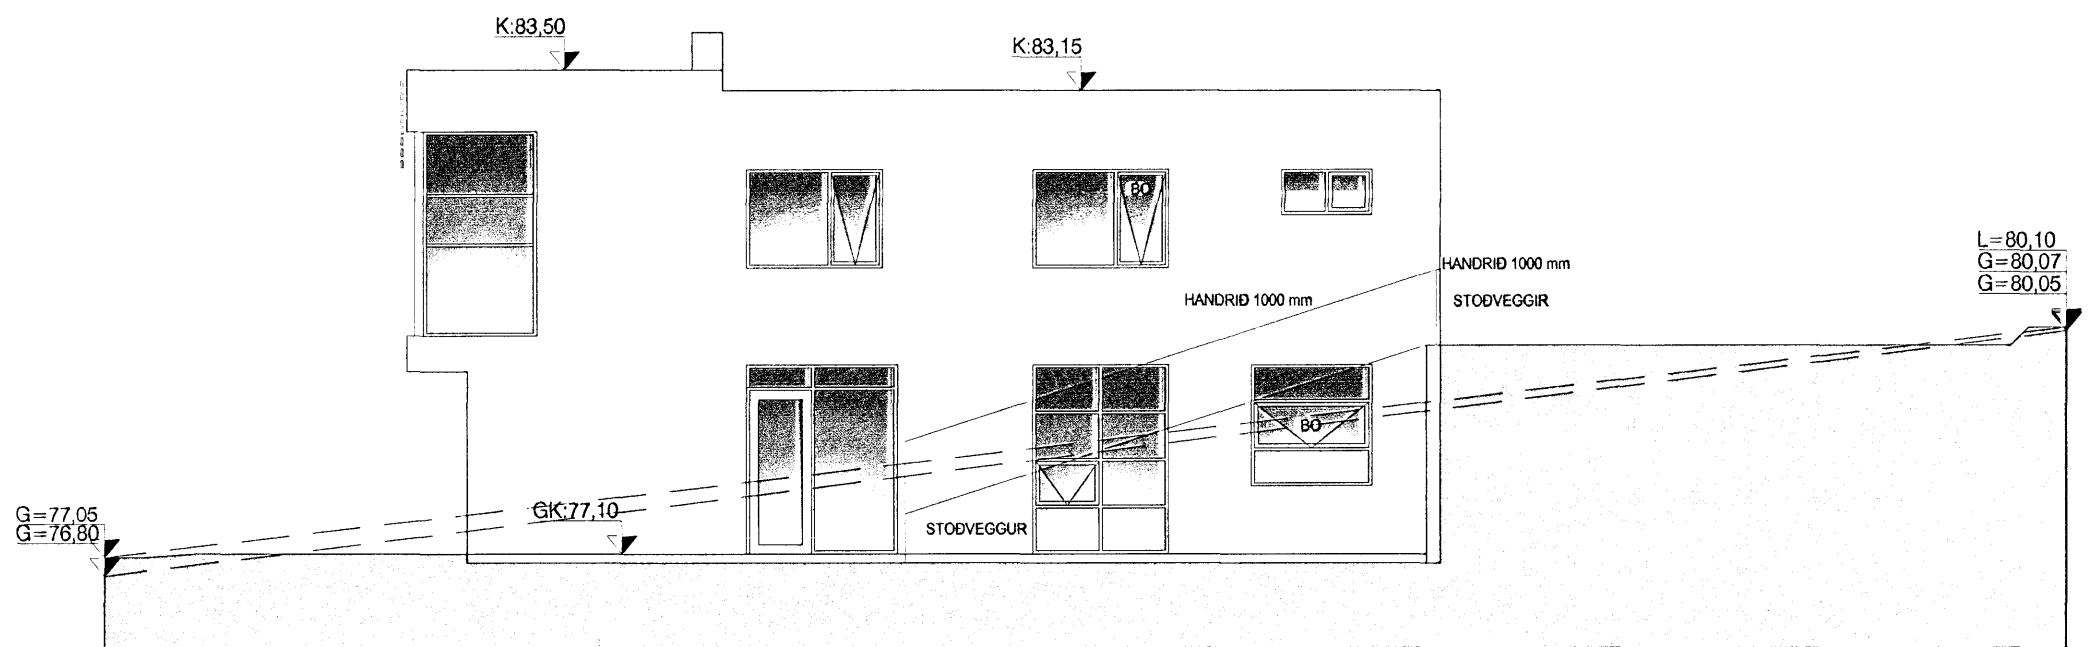 K:83,50
K:83,15
BO
L=80,10
HANDRIÐ 1000 mm
G=80,07
G=80,05
HANDRIÐ 1000 mm
STOÐVEGGIR
BO
GK:77,10
G=77,05
G=76,80
STOÐVEGGUR